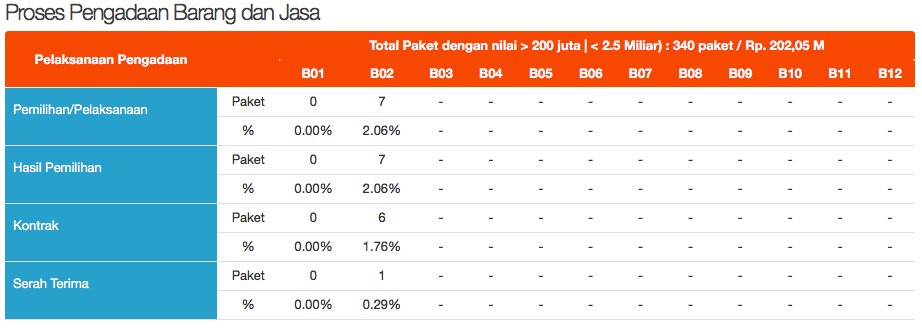 Proses Pengadaan Barang dan Jasa
Pelaksanaan Pengadaan
Total Paket dengan nilai > 200 juta | < 2.5 Miliar) : 340 paket / Rp. 202,05 M
B01 B02 B03 B04 B05 B06 B07 B08 B09 B10 B11 B12
Pemilihan/Pelaksanaan
Paket 0 7 - - - - - - - - - -
% 0.00% 2.06% - - - - - - - - - -
Hasil Pemilihan
Paket 0 7 - - - - - - - - - -
% 0.00% 2.06% - - - - - - - - - -
Kontrak
Paket 0 6 - - - - - - - - - -
% 0.00% 1.76% - - - - - - - - - -
Serah Terima
Paket 0 1 - - - - - - - - - -
% 0.00% 0.29% - - - - - - - - - -